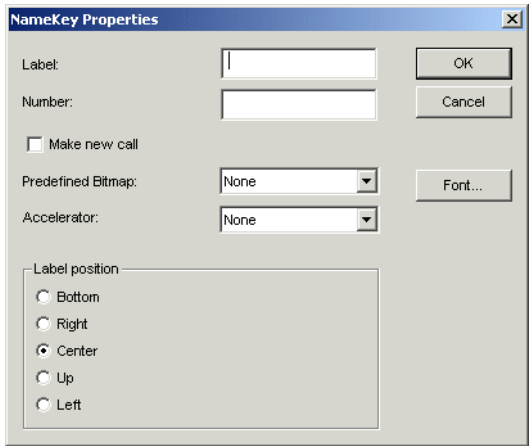 NameKey Properties
Label:
OK
Number:
Cancel
Make new call
Predefined Bitmap:
None
Font...
Accelerator:
None
Label position
Bottom
Right
Center
Up
Left